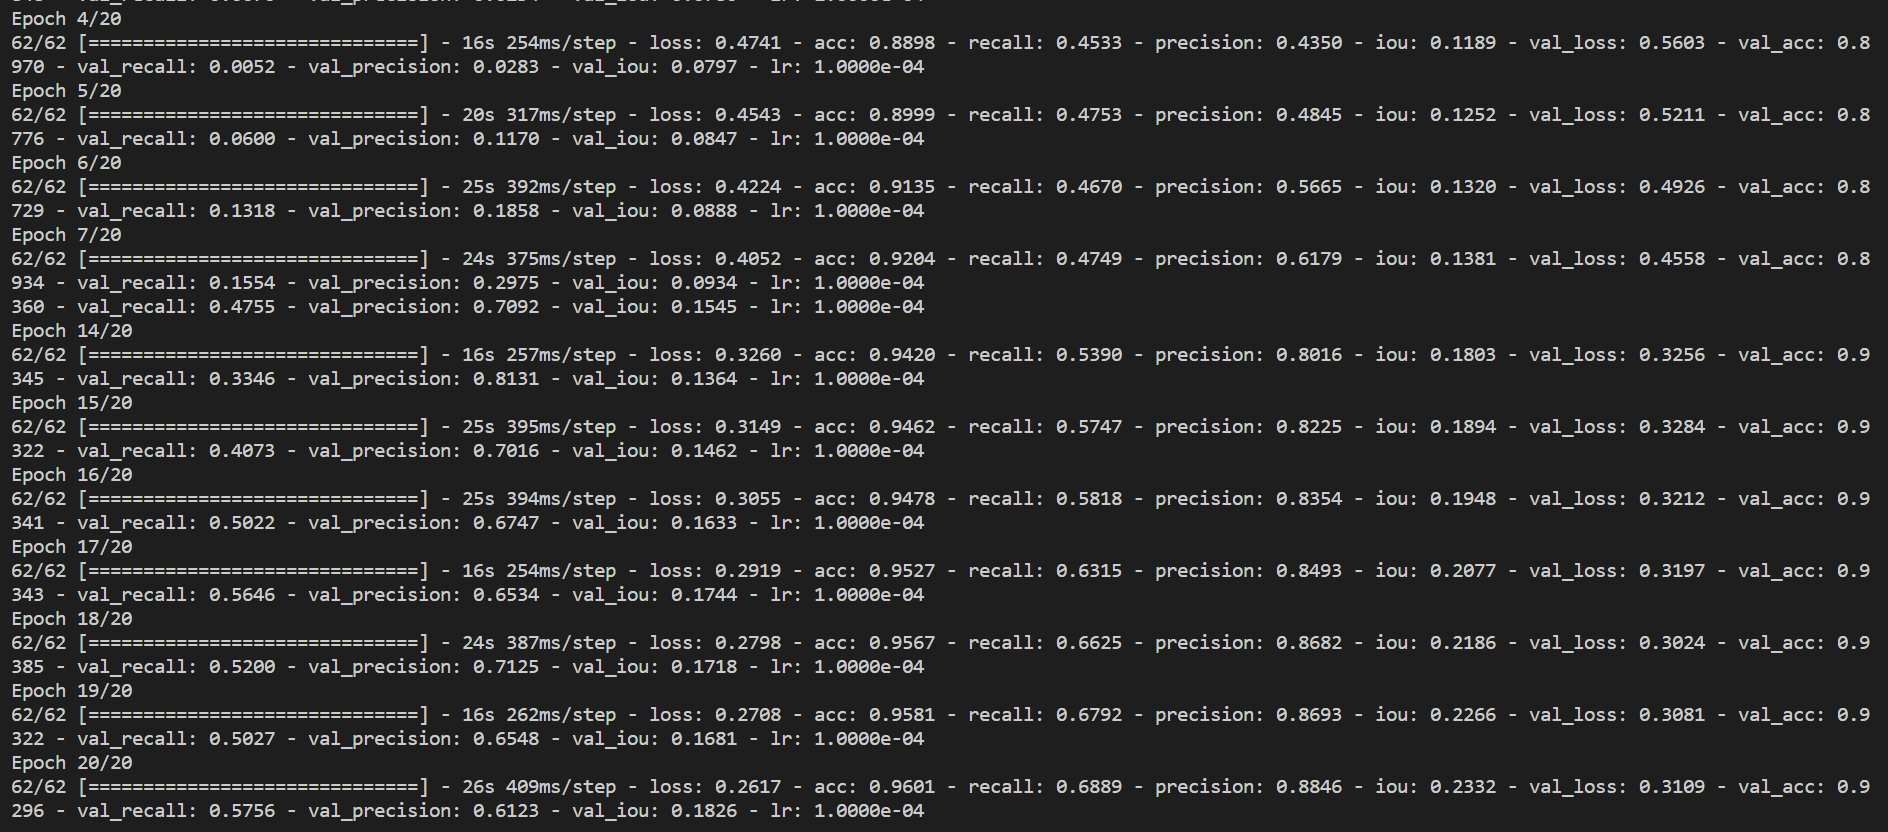 Epoch 4/20
62/62 [==============================] - 16s 254ms/step - loss: 0.4741 - acc: 0.8898 - recall: 0.4533 - precision: 0.4350 - iou: 0.1189 - val_loss: 0.5603 - val_acc: 0.8
970 - val_recall: 0.0052 - val_precision: 0.0283 - val_iou: 0.0797 - lr: 1.0000e-04
Epoch 5/20
62/62 [==============================] - 20s 317ms/step - loss: 0.4543 - acc: 0.8999 - recall: 0.4753 - precision: 0.4845 - iou: 0.1252 - val_loss: 0.5211 - val_acc: 0.8
776 - val_recall: 0.0600 - val_precision: 0.1170 - val_iou: 0.0847 - lr: 1.0000e-04
Epoch 6/20
62/62 [==============================] - 25s 392ms/step - loss: 0.4224 - acc: 0.9135 - recall: 0.4670 - precision: 0.5665 - iou: 0.1320 - val_loss: 0.4926 - val_acc: 0.8
729 - val_recall: 0.1318 - val_precision: 0.1858 - val_iou: 0.0888 - lr: 1.0000e-04
Epoch 7/20
62/62 [==============================] - 24s 375ms/step - loss: 0.4052 - acc: 0.9204 - recall: 0.4749 - precision: 0.6179 - iou: 0.1381 - val_loss: 0.4558 - val_acc: 0.8
934 - val_recall: 0.1554 - val_precision: 0.2975 - val_iou: 0.0934 - lr: 1.0000e-04
360 - val_recall: 0.4755 - val_precision: 0.7092 - val_iou: 0.1545 - lr: 1.0000e-04
Epoch 14/20
62/62 [==============================] - 16s 257ms/step - loss: 0.3260 - acc: 0.9420 - recall: 0.5390 - precision: 0.8016 - iou: 0.1803 - val_loss: 0.3256 - val_acc: 0.9
345 - val_recall: 0.3346 - val_precision: 0.8131 - val_iou: 0.1364 - lr: 1.0000e-04
Epoch 15/20
62/62 [==============================] - 25s 395ms/step - loss: 0.3149 - acc: 0.9462 - recall: 0.5747 - precision: 0.8225 - iou: 0.1894 - val_loss: 0.3284 - val_acc: 0.9
322 - val_recall: 0.4073 - val_precision: 0.7016 - val_iou: 0.1462 - lr: 1.0000e-04
Epoch 16/20
62/62 [==============================] - 25s 394ms/step - loss: 0.3055 - acc: 0.9478 - recall: 0.5818 - precision: 0.8354 - iou: 0.1948 - val_loss: 0.3212 - val_acc: 0.9
341 - val_recall: 0.5022 - val_precision: 0.6747 - val_iou: 0.1633 - lr: 1.0000e-04
Epoch 17/20
62/62 [==============================] - 16s 254ms/step - loss: 0.2919 - acc: 0.9527 - recall: 0.6315 - precision: 0.8493 - iou: 0.2077 - val_loss: 0.3197 - val_acc: 0.9
343 - val_recall: 0.5646 - val_precision: 0.6534 - val_iou: 0.1744 - lr: 1.0000e-04
Epoch 18/20
62/62 [==============================] - 24s 387ms/step - loss: 0.2798 - acc: 0.9567 - recall: 0.6625 - precision: 0.8682 - iou: 0.2186 - val_loss: 0.3024 - val_acc: 0.9
385 - val_recall: 0.5200 - val_precision: 0.7125 - val_iou: 0.1718 - lr: 1.0000e-04
Epoch 19/20
62/62 [==============================] - 16s 262ms/step - loss: 0.2708 - acc: 0.9581 - recall: 0.6792 - precision: 0.8693 - iou: 0.2266 - val_loss: 0.3081 - val_acc: 0.9
322 - val_recall: 0.5027 - val_precision: 0.6548 - val_iou: 0.1681 - lr: 1.0000e-04
Epoch 20/20
62/62 [==============================] - 26s 409ms/step - loss: 0.2617 - acc: 0.9601 - recall: 0.6889 - precision: 0.8846 - iou: 0.2332 - val_loss: 0.3109 - val_acc: 0.9
296 - val_recall: 0.5756 - val_precision: 0.6123 - val_iou: 0.1826 - lr: 1.0000e-04